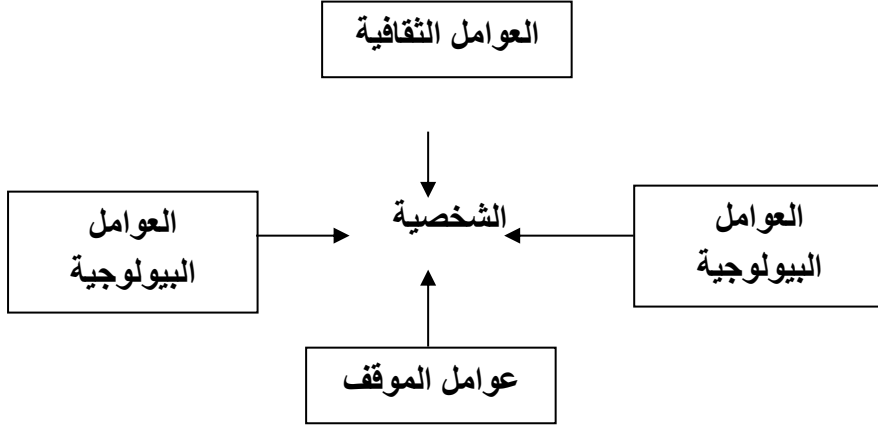 العوامل الثقافية
الشخصية
العوامل
البيولوجية
العوامل
البيولوجية
عوامل الموقف